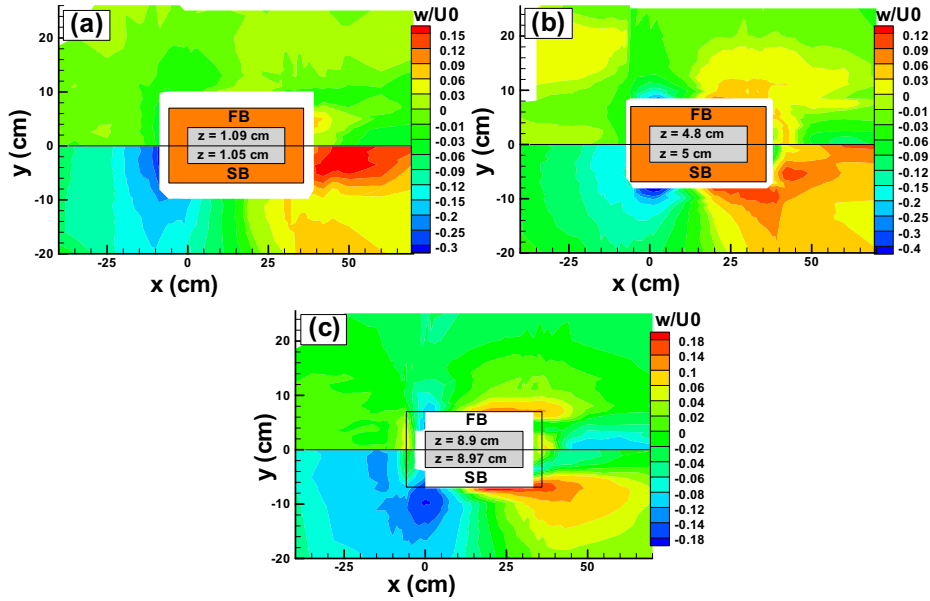 (a)
w/U0
20
10
0
-10
-20
y (cm)
FB
z = 1.09 cm
z = 1.05 cm
SB
-25
0
25
50
x (cm)
0.15
0.12
0.09
0.06
0.03
0
-0.01
-0.03
-0.06
-0.09
-0.12
-0.15
-0.2
-0.25
-0.3
(b)
w/U0
20
10
0
-10
-20
y (cm)
FB
z = 4.8 cm
z = 5 cm
SB
-25
0
25
50
x (cm)
0.12
0.09
0.06
0.03
0
-0.01
-0.03
-0.06
-0.09
-0.12
-0.15
-0.2
-0.25
-0.4
(c)
w/U0
20
10
0
-10
-20
y (cm)
FB
z = 8.9 cm
z = 8.97 cm
SB
-25
0
25
50
x (cm)
0.18
0.14
0.1
0.06
0.04
0.02
0
-0.02
-0.04
-0.06
-0.08
-0.12
-0.14
-0.18